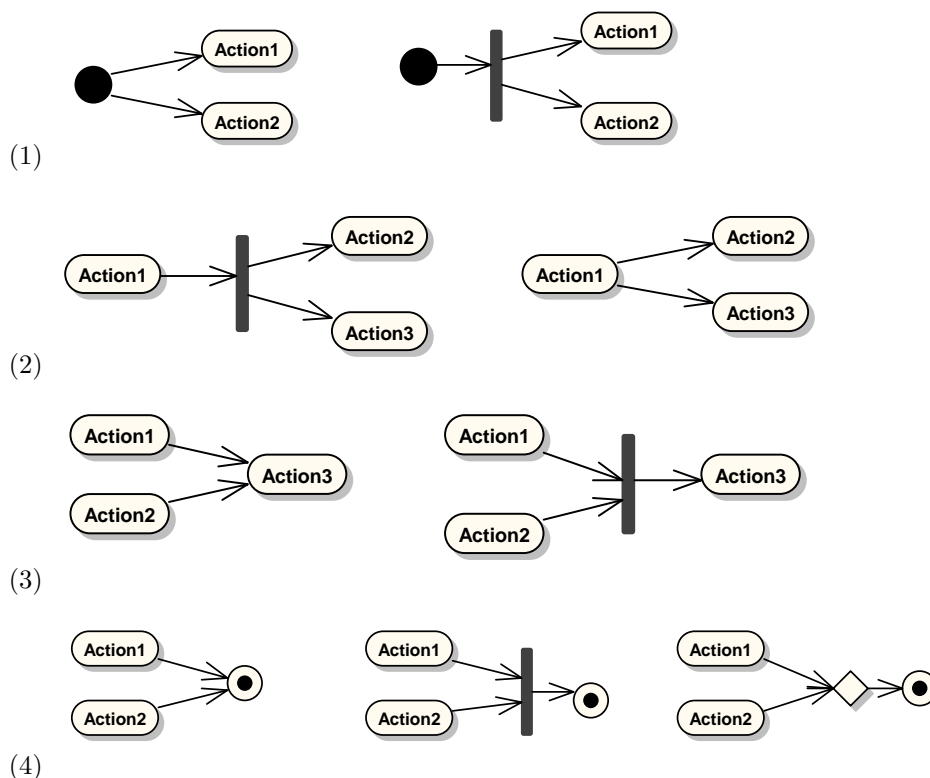 Action1 Action1
Action2 Action2
(1)
Action2 Action2
Action1 Action1
Action3 Action3
(2)
Action1 Action1
Action3 Action3
Action2 Action2
(3)
Action1 Action1 Action1
Action2 Action2 Action2
(4)